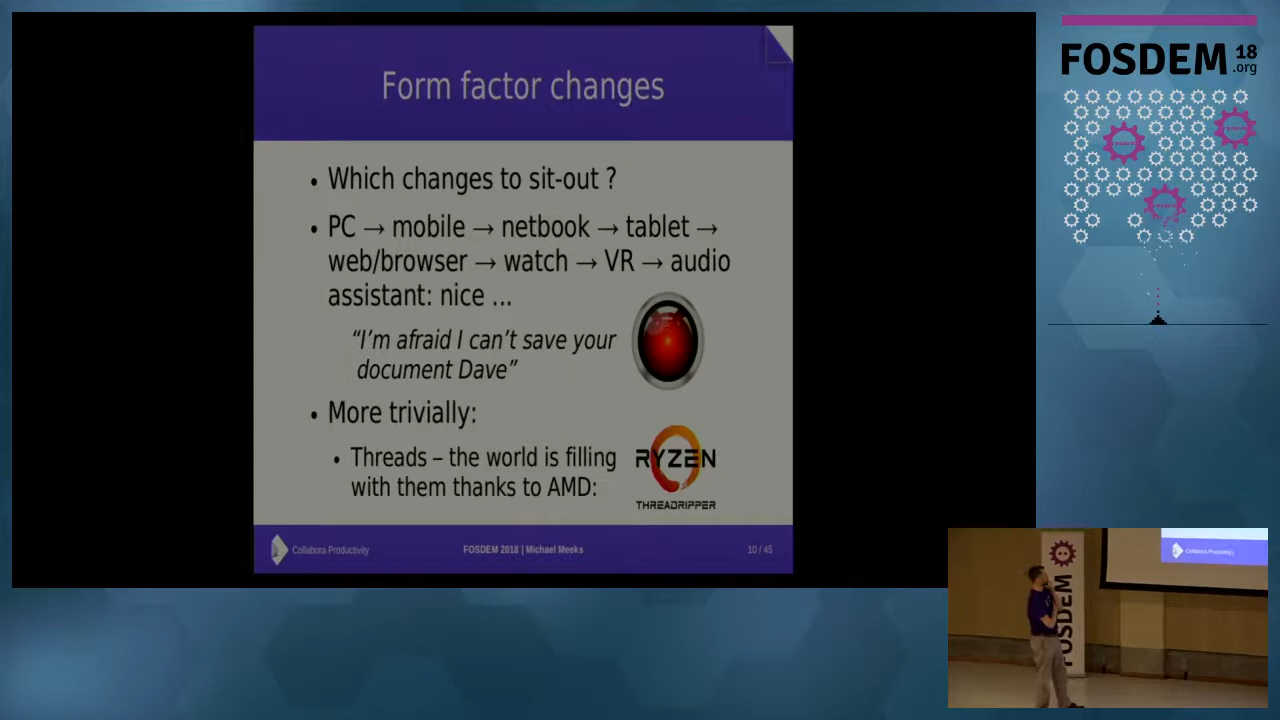 Form factor changes
• Which changes to sit-out ?
• PC → mobile → netbook → tablet →
web/browser → watch → VR → audio
assistant: nice ...
“I’m afraid I can’t save your
document Dave”
• More trivially:
• Threads – the world is filling
with them thanks to AMD:
RYZEN
THREADRIPPER
Collabora Productivity
FOSDEM 2018 | Michael Meeks
10 / 45
FOSDEM 18
.org
Collabora Productivity
FOSDEM